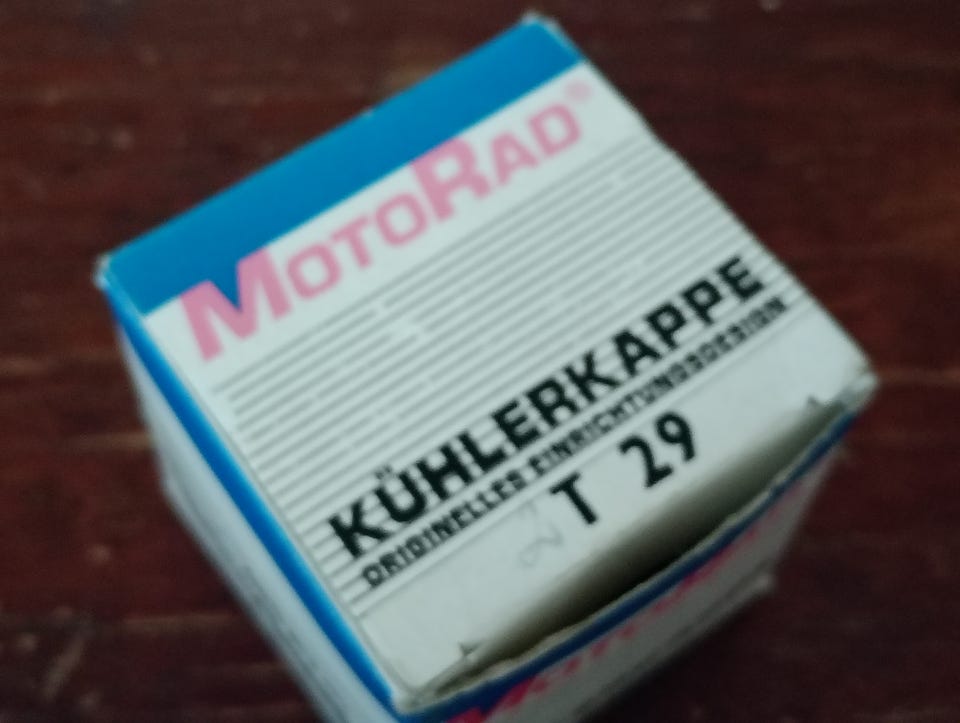 MOTORAD®
KÜHLERKAPPE
ORIGINELLES EINRICHTUNGSDESIGN
T 29